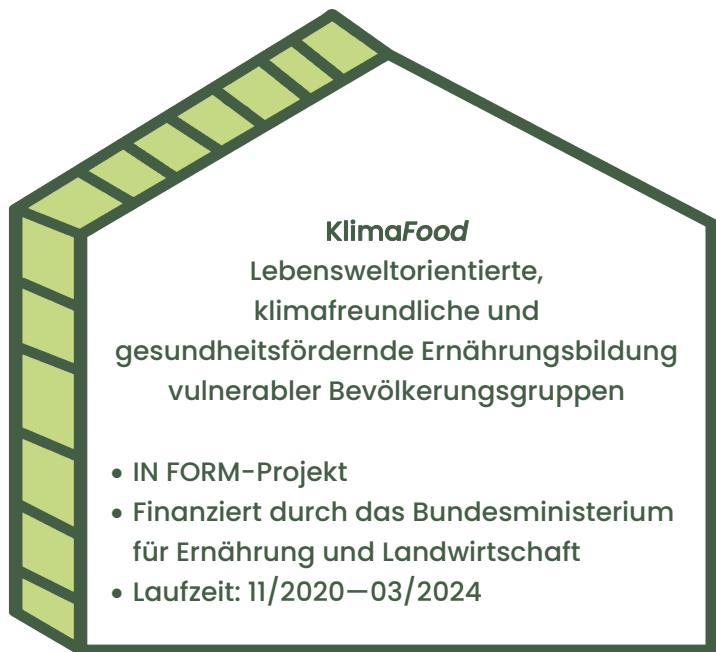 KlimaFood
Lebensweltorientierte,
klimafreundliche und
gesundheitsfördernde Ernährungsbildung
vulnerabler Bevölkerungsgruppen
• IN FORM-Projekt
• Finanziert durch das Bundesministerium
für Ernährung und Landwirtschaft
• Laufzeit: 11/2020—03/2024